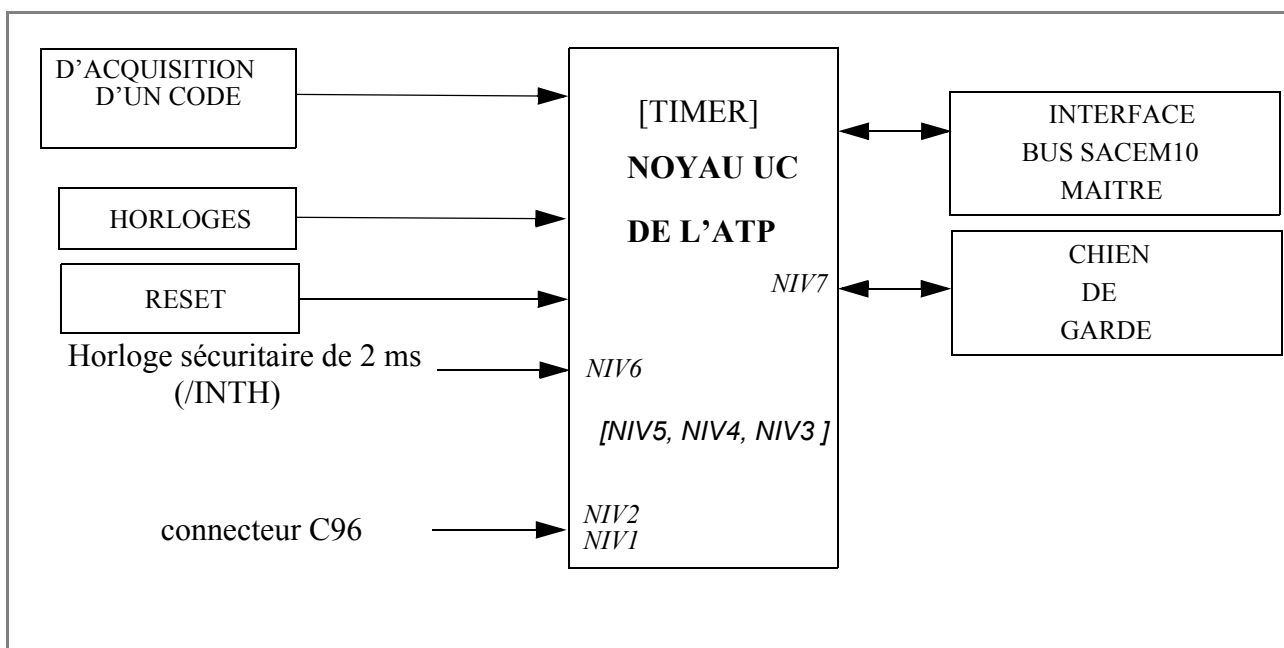 D’ACQUISITION
D’UN CODE
HORLOGES
RESET
Horloge sécuritaire de 2 ms
(/INTH)
connecteur C96
[TIMER]
NOYAU UC
DE L’ATP
NIV7
NIV6
[NIV5, NIV4, NIV3 ]
NIV2
NIV1
INTERFACE
BUS SACEM10
MAITRE
CHIEN
DE
GARDE